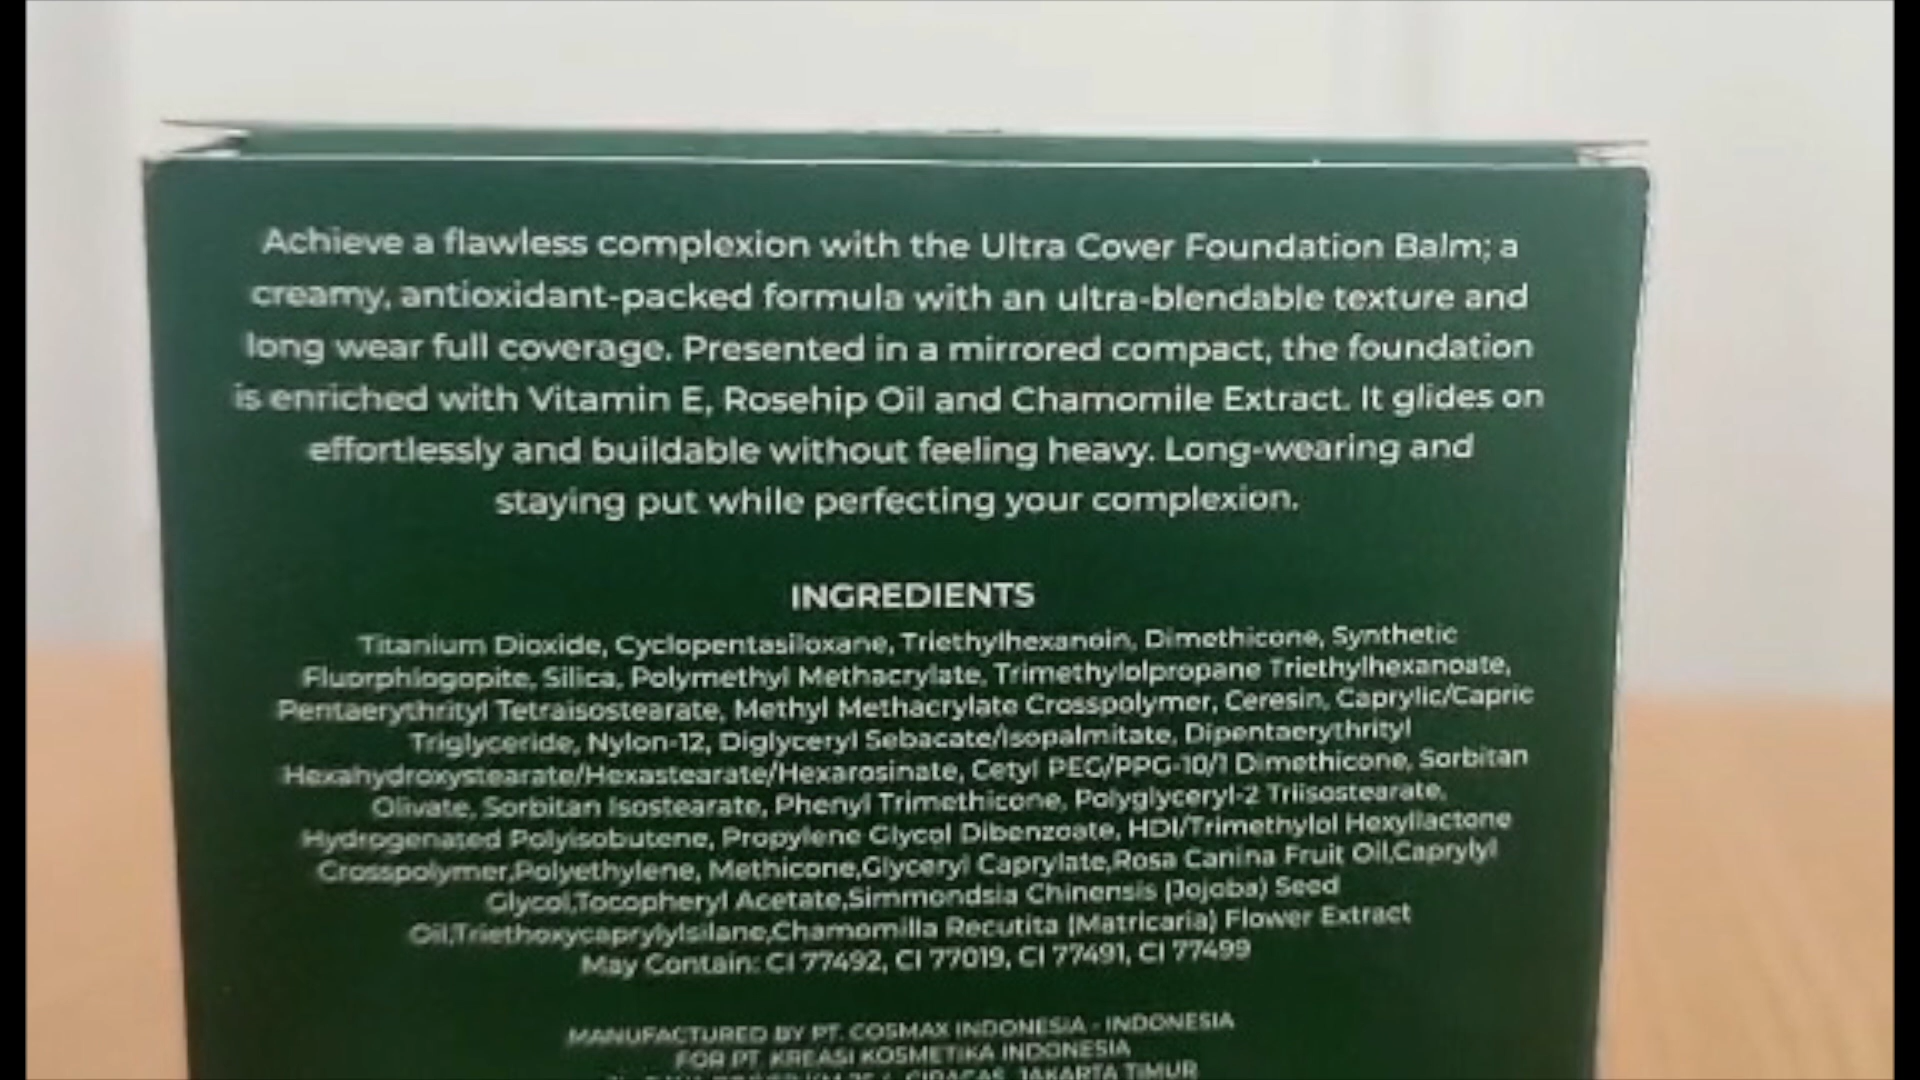 Achieve a flawless complexion with the Ultra Cover Foundation Balm; a
creamy, antioxidant-packed formula with an ultra-blendable texture and
long wear full coverage. Presented in a mirrored compact, the foundation
is enriched with Vitamin E, Rosehip Oil and Chamomile Extract. It glides on
effortlessly and buildable without feeling heavy. Long-wearing and
staying put while perfecting your complexion.
INGREDIENTS
Titanium Dioxide, Cyclopentasiloxane, Triethylhexanoin, Dimethicone, Synthetic
Fluorphlogopite, Silica, Polymethyl Methacrylate, Trimethylolpropane Triethylhexanoate,
Pentaerythrityl Tetraisostearate, Methyl Methacrylate Crosspolymer, Ceresin, Caprylic/Capric
Triglyceride, Nylon-12, Diglyceryl Sebacate/Isopalmitate, Dipentaerythrityl
Hexahydroxystearate/Hexastearate/Hexarosinate, Cetyl PEG/PPG-10/1 Dimethicone, Sorbitan
Olivate, Sorbitan Isostearate, Phenyl Trimethicone, Polyglyceryl-2 Triisostearate,
Hydrogenated Polyisobutene, Propylene Glycol Dibenzoate, HDI/Trimethylol Hexyllactone
Crosspolymer,Polyethylene, Methicone,Glyceryl Caprylate,Rosa Canina Fruit Oil,Caprylyl
Glycol,Tocopheryl Acetate,Simmondsia Chinensis (Jojoba) Seed
Oil,Triethoxycaprylylsilane,Chamomilla Recutita (Matricaria) Flower Extract
May Contain: CI 77492, CI 77019, CI 77491, CI 77499
MANUFACTURED BY PT. COSMAX INDONESIA - INDONESIA
FOR PT. KREASI KOSMETIKA INDONESIA
CIRACAS, JAKARTA TIMUR